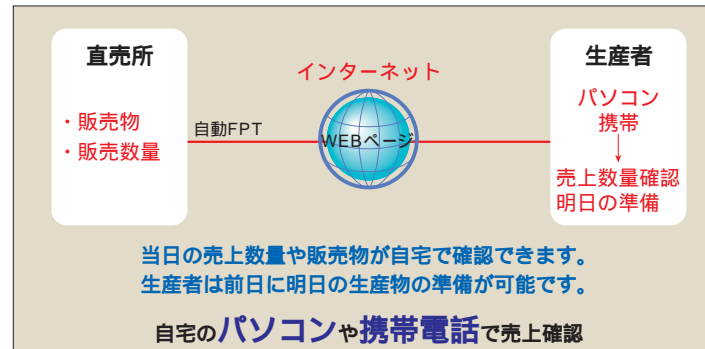 直売所
・販売物
・販売数量
自動FPT
インターネット
WEBページ
生産者
パソコン
携帯
売上数量確認
明日の準備
当日の売上数量や販売物が自宅で確認できます。
生産者は前日に明日の生産物の準備が可能です。
自宅のパソコンや携帯電話で売上確認